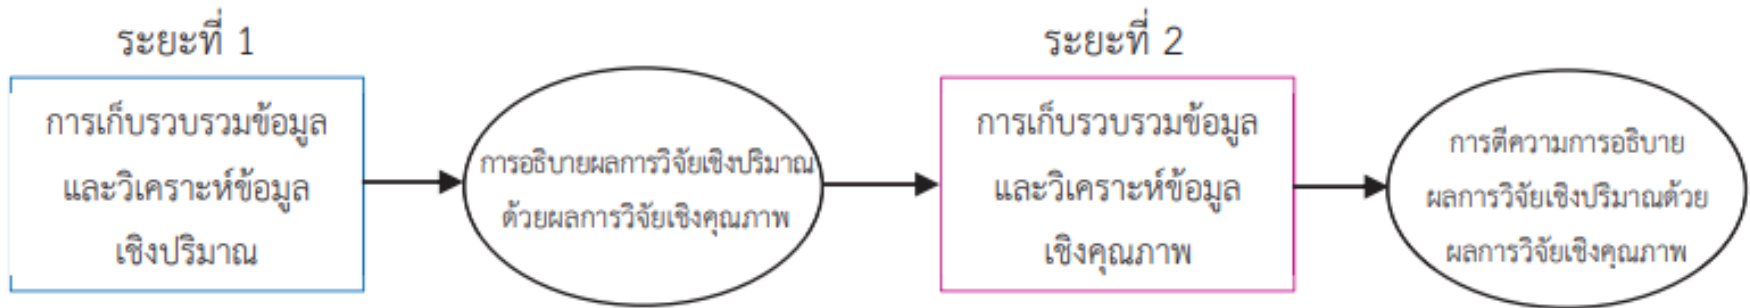 ระยะที่ 1
การเก็บรวบรวมข้อมูล
และวิเคราะห์ข้อมูล
เชิงปริมาณ
การอธิบายผลการวิจัยเชิงปริมาณ
ด้วยผลการวิจัยเชิงคุณภาพ
ระยะที่ 2
การเก็บรวบรวมข้อมูล
และวิเคราะห์ข้อมูล
เชิงคุณภาพ
การตีความการอธิบาย
ผลการวิจัยเชิงปริมาณด้วย
ผลการวิจัยเชิงคุณภาพ